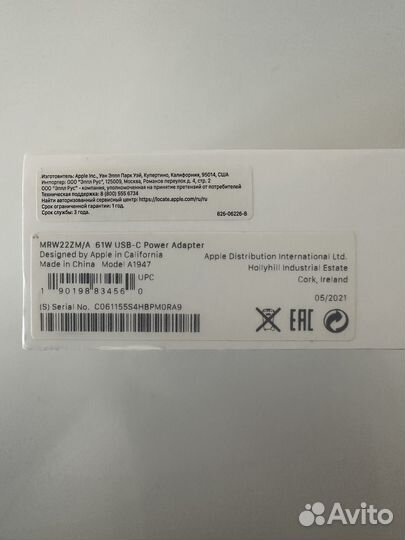 Изготовитель: Apple Inc., Уан Эппл Парк Уэй, Купертино, Калифорния, 95014, США
Импортер: ООО "Эппл Рус", 125009, Москва, Романов переулок д. 4, стр. 2
ООО "Эппл Рус" - компания, уполномоченная на принятие претензий от потребителей
Техническая поддержка: 8 (800) 555 6734
Найти авторизованный сервисный центр: https://locate.apple.com/ru/ru
Срок ограниченной гарантии: 1 год.
Срок службы: 3 года.
826-06226-B
MRW22ZM/A 61W USB-C Power Adapter
Designed by Apple in California
Made in China Model A1947
UPC
1 90198 83456 0
(S) Serial No. C061155S4HBPM0RA9
Apple Distribution International Ltd.
Hollyhill Industrial Estate
Cork, Ireland
05/2021
EAC
Avito